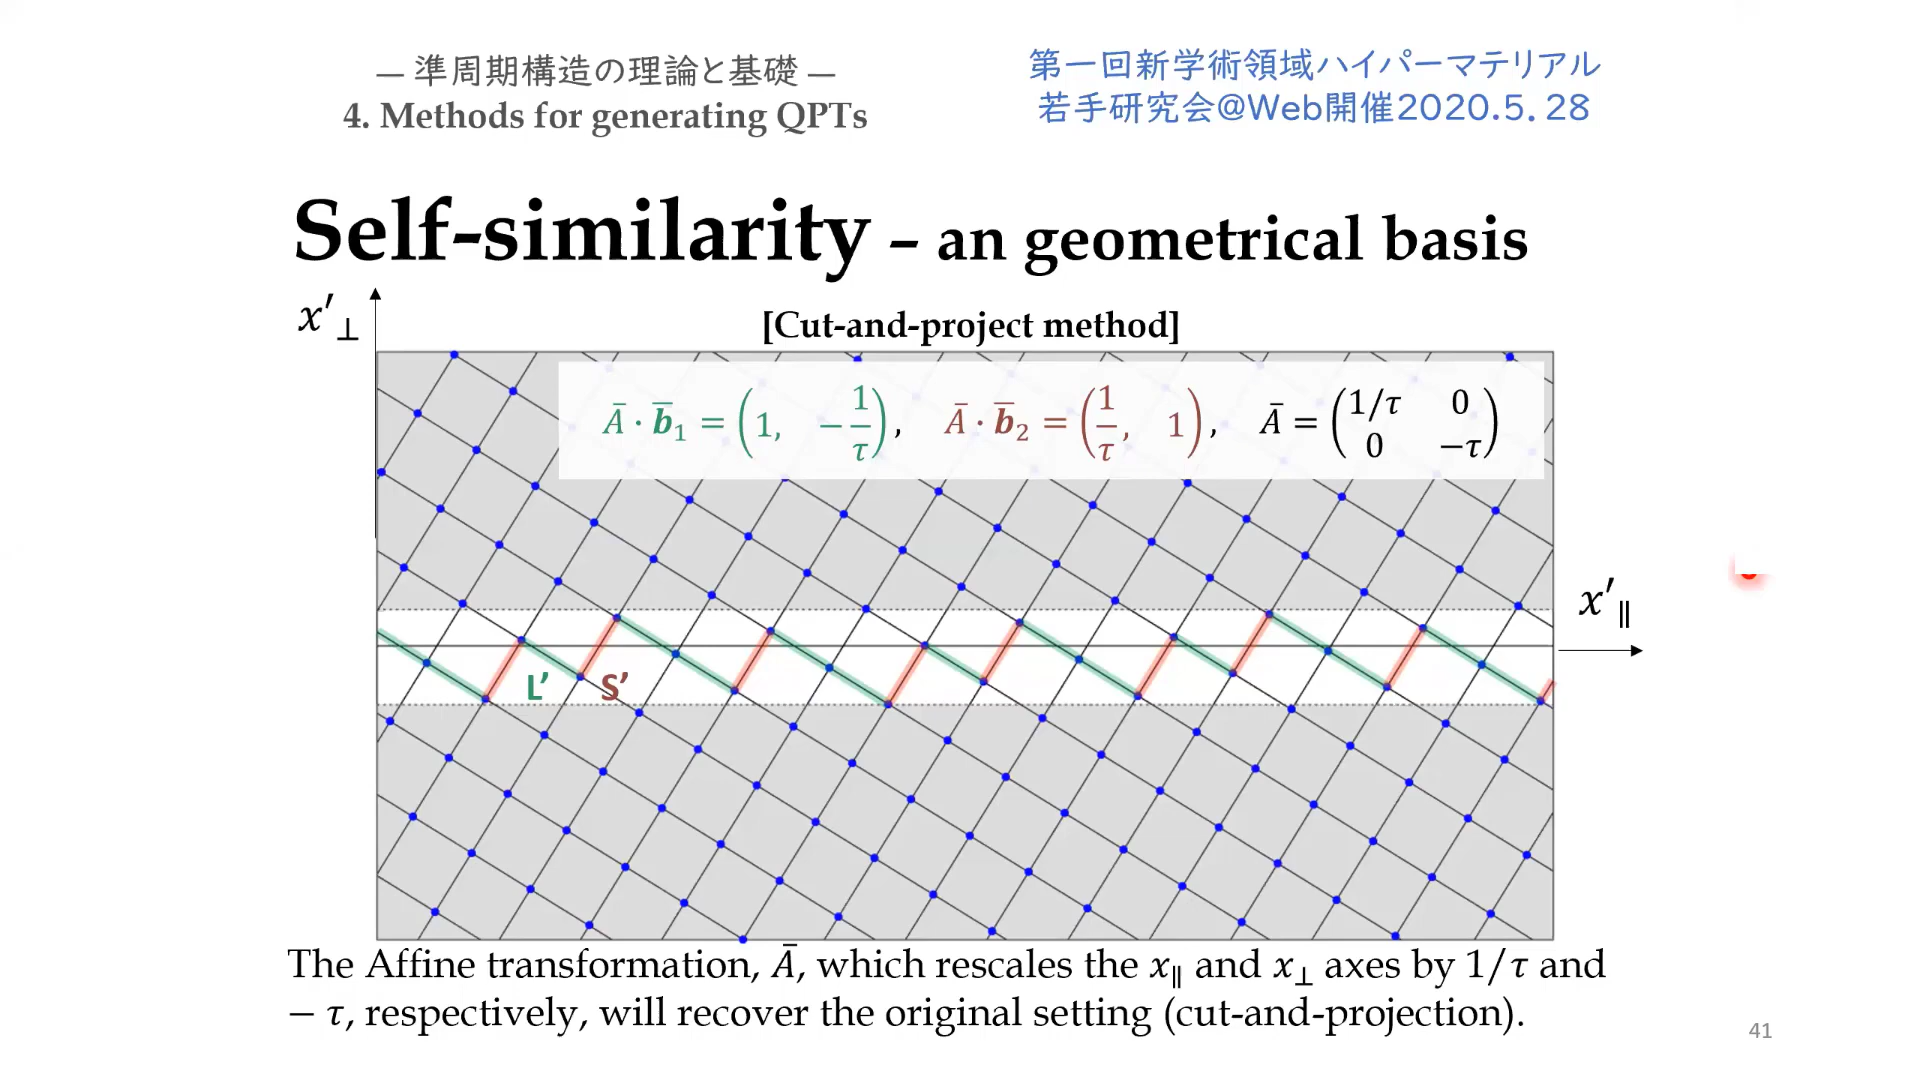 — 準周期構造の理論と基礎 —
4. Methods for generating QPTs
第一回新学術領域ハイパーマテリアル
若手研究会@Web開催2020.5.28
Self-similarity – an geometrical basis
x′⊥
[Cut-and-project method]
Ā · b̄₁ = (1, −1/τ), Ā · b̄₂ = (1/τ, 1), Ā = (1/τ 0 0 −τ)
x′∥
L’ S’
The Affine transformation, Ā, which rescales the x∥ and x⊥ axes by 1/τ and
− τ, respectively, will recover the original setting (cut-and-projection).
41